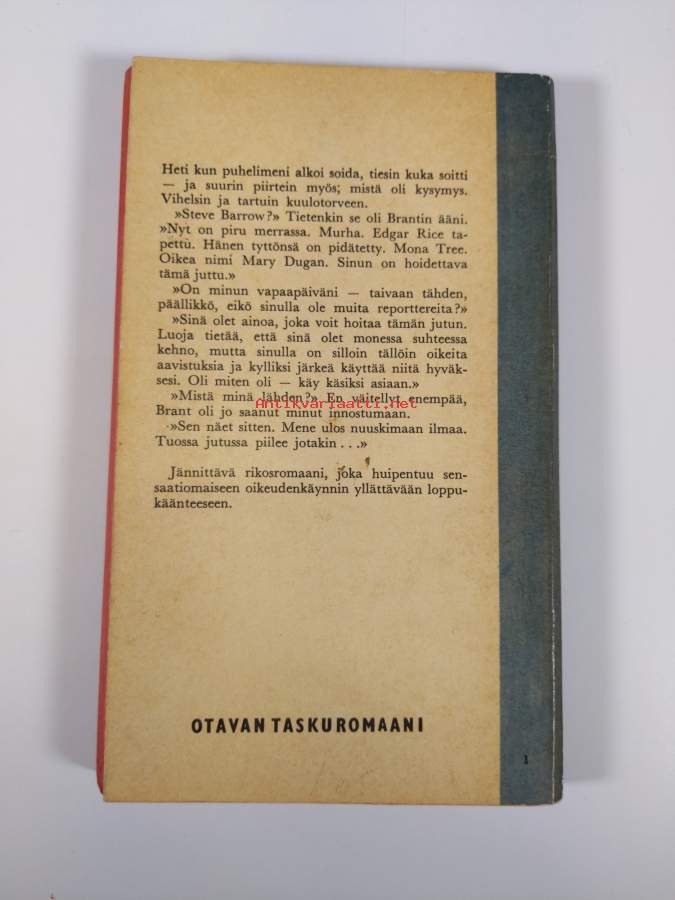 Heti kun puhelimeni alkoi soida, tiesin kuka soitti
— ja suurin piirtein myös; mistä oli kysymys.
Vihelsin ja tartuin kuulotorveen.
»Steve Barrow?» Tietenkin se oli Brantin ääni.
»Nyt on piru merrassa. Murha. Edgar Rice ta-
pettu. Hänen tyttönsä on pidätetty. Mona Tree.
Oikea nimi Mary Dugan. Sinun on hoidettava
tämä juttu.»
»On minun vapaapäiväni — taivaan tähden,
päällikkö, eikö sinulla ole muita reporttereita?»
»Sinä olet ainoa, joka voit hoitaa tämän jutun.
Luoja tietää, että sinä olet monessa suhteessa
kehno, mutta sinulla on silloin tällöin oikeita
aavistuksia ja kylliksi järkeä käyttää niitä hyväk-
sesi. Oli miten oli — käy käsiksi asiaan.»
»Mistä minä lähden?» En väitellyt enempää,
Brant oli jo saanut minut innostumaan.
»Sen näet sitten. Mene ulos nuuskimaan ilmaa.
Tuossa jutussa piilee jotakin . . .»
Jännittävä rikosromaani, joka huipentuu sen-
saatiomaiseen oikeudenkäynnin yllättävään loppu-
käänteeseen.
OTAVAN TASKUROMAANI
1
Antikvariaatti.net